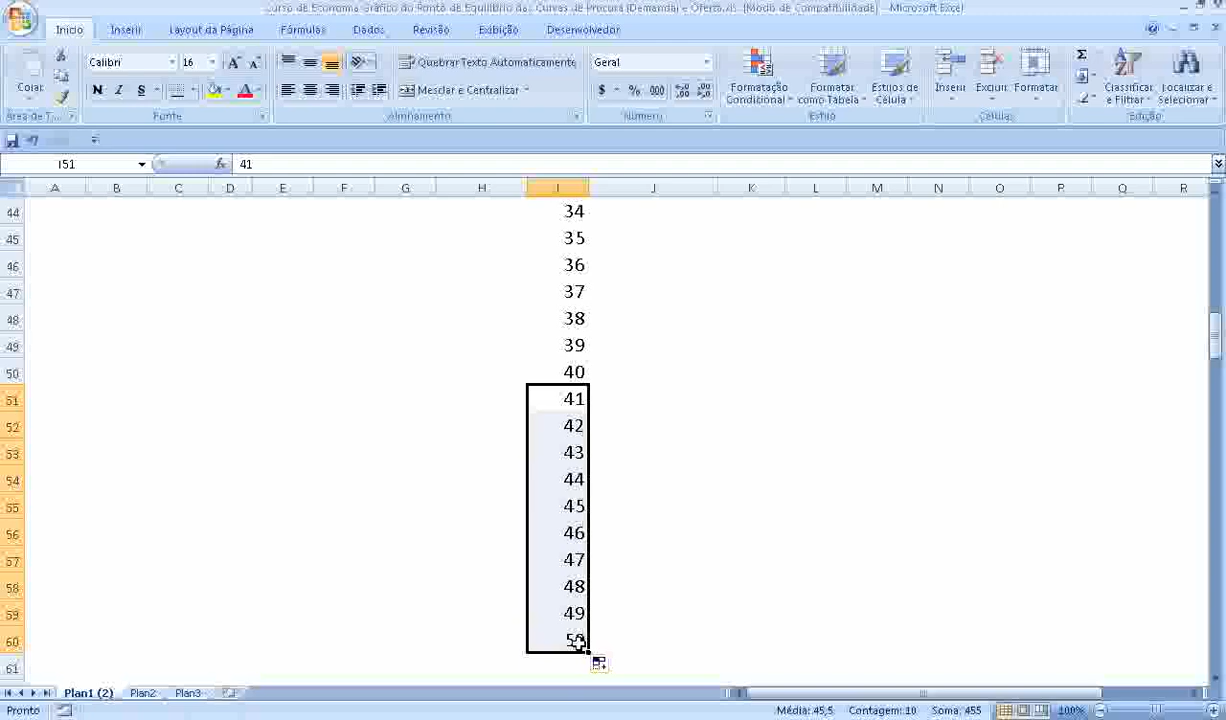 Curso de Economia Gráfico do Ponto de Equilíbrio das Curvas de Procura (Demanda) e Oferta.xls [Modo de Compatibilidade] - Microsoft Excel
Início Inserir Layout da Página Fórmulas Dados Revisão Exibição Desenvolvedor
Colar
Calibri 16 A A
N I S A
Quebrar Texto Automaticamente
Mesclar e Centralizar
Geral
$ % 000
Formatação Condicional
Formatar como Tabela
Estilos de Célula
Inserir Excluir Formatar
Σ
Classificar e Filtrar
Localizar e Selecionar
Área de T... Fonte Alinhamento Número Estilo Células Edição
I51 fx 41
A B C D E F G H I J K L M N O P Q R
44 34
45 35
46 36
47 37
48 38
49 39
50 40
51 41
52 42
53 43
54 44
55 45
56 46
57 47
58 48
59 49
60
61
Plan1 (2) Plan2 Plan3
Pronto Média: 45,5 Contagem: 10 Soma: 455 100%